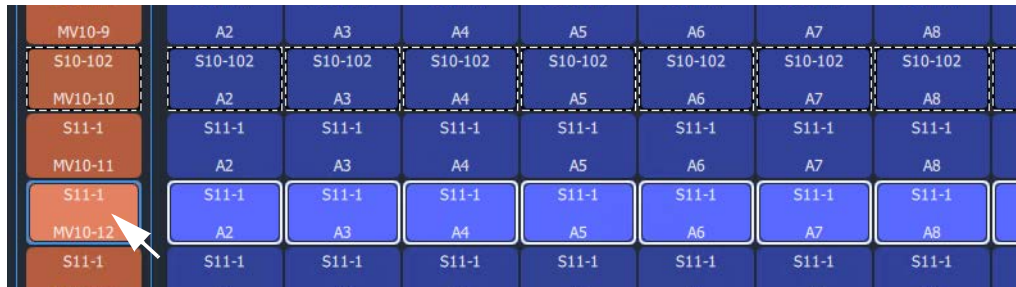 MV10-9 A2 A3 A4 A5 A6 A7 A8
S10-102 S10-102 S10-102 S10-102 S10-102 S10-102 S10-102 S10-102
MV10-10 A2 A3 A4 A5 A6 A7 A8
S11-1 S11-1 S11-1 S11-1 S11-1 S11-1 S11-1 S11-1
MV10-11 A2 A3 A4 A5 A6 A7 A8
S11-1 S11-1 S11-1 S11-1 S11-1 S11-1 S11-1 S11-1
MV10-12 A2 A3 A4 A5 A6 A7 A8
S11-1 S11-1 S11-1 S11-1 S11-1 S11-1 S11-1 S11-1